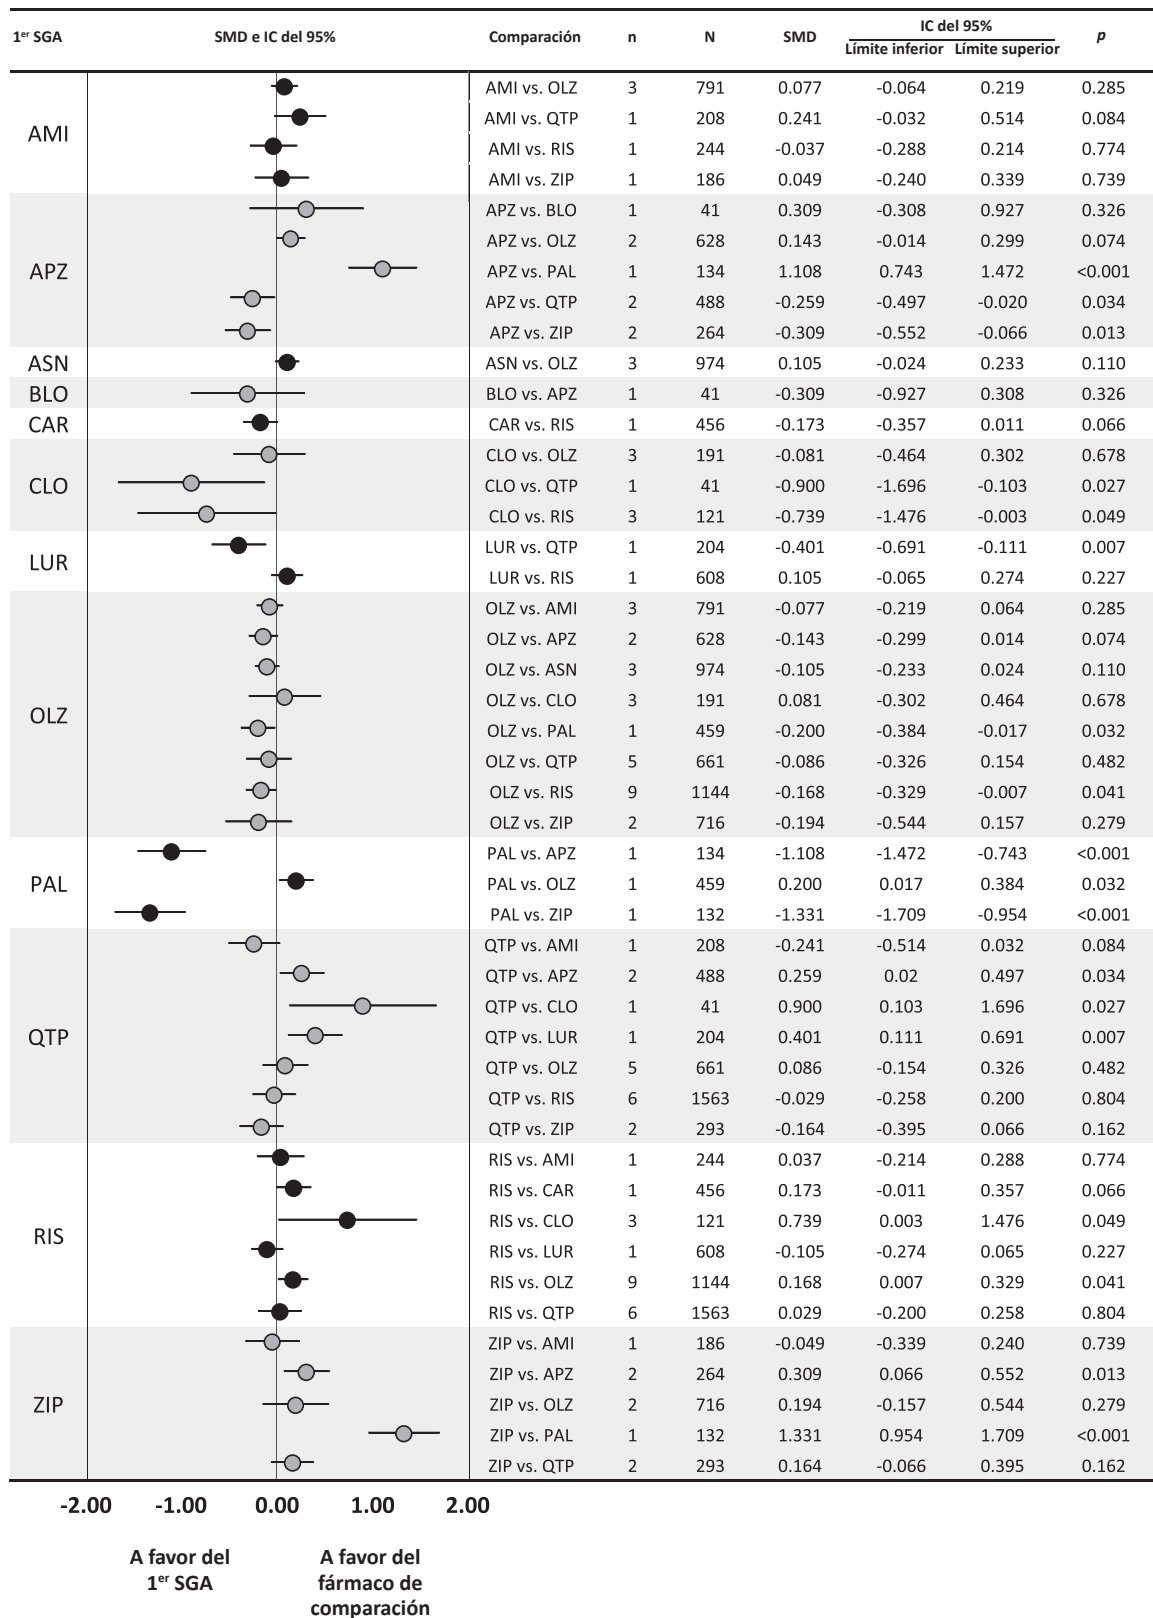 1er SGA SMD e IC del 95% Comparación n N SMD IC del 95% p
Límite inferior Límite superior
AMI
AMI vs. OLZ 3 791 0.077 -0.064 0.219 0.285
AMI vs. QTP 1 208 0.241 -0.032 0.514 0.084
AMI vs. RIS 1 244 -0.037 -0.288 0.214 0.774
AMI vs. ZIP 1 186 0.049 -0.240 0.339 0.739
APZ
APZ vs. BLO 1 41 0.309 -0.308 0.927 0.326
APZ vs. OLZ 2 628 0.143 -0.014 0.299 0.074
APZ vs. PAL 1 134 1.108 0.743 1.472 <0.001
APZ vs. QTP 2 488 -0.259 -0.497 -0.020 0.034
APZ vs. ZIP 2 264 -0.309 -0.552 -0.066 0.013
ASN ASN vs. OLZ 3 974 0.105 -0.024 0.233 0.110
BLO BLO vs. APZ 1 41 -0.309 -0.927 0.308 0.326
CAR CAR vs. RIS 1 456 -0.173 -0.357 0.011 0.066
CLO
CLO vs. OLZ 3 191 -0.081 -0.464 0.302 0.678
CLO vs. QTP 1 41 -0.900 -1.696 -0.103 0.027
CLO vs. RIS 3 121 -0.739 -1.476 -0.003 0.049
LUR
LUR vs. QTP 1 204 -0.401 -0.691 -0.111 0.007
LUR vs. RIS 1 608 0.105 -0.065 0.274 0.227
OLZ
OLZ vs. AMI 3 791 -0.077 -0.219 0.064 0.285
OLZ vs. APZ 2 628 -0.143 -0.299 0.014 0.074
OLZ vs. ASN 3 974 -0.105 -0.233 0.024 0.110
OLZ vs. CLO 3 191 0.081 -0.302 0.464 0.678
OLZ vs. PAL 1 459 -0.200 -0.384 -0.017 0.032
OLZ vs. QTP 5 661 -0.086 -0.326 0.154 0.482
OLZ vs. RIS 9 1144 -0.168 -0.329 -0.007 0.041
OLZ vs. ZIP 2 716 -0.194 -0.544 0.157 0.279
PAL
PAL vs. APZ 1 134 -1.108 -1.472 -0.743 <0.001
PAL vs. OLZ 1 459 0.200 0.017 0.384 0.032
PAL vs. ZIP 1 132 -1.331 -1.709 -0.954 <0.001
QTP
QTP vs. AMI 1 208 -0.241 -0.514 0.032 0.084
QTP vs. APZ 2 488 0.259 0.02 0.497 0.034
QTP vs. CLO 1 41 0.900 0.103 1.696 0.027
QTP vs. LUR 1 204 0.401 0.111 0.691 0.007
QTP vs. OLZ 5 661 0.086 -0.154 0.326 0.482
QTP vs. RIS 6 1563 -0.029 -0.258 0.200 0.804
QTP vs. ZIP 2 293 -0.164 -0.395 0.066 0.162
RIS
RIS vs. AMI 1 244 0.037 -0.214 0.288 0.774
RIS vs. CAR 1 456 0.173 -0.011 0.357 0.066
RIS vs. CLO 3 121 0.739 0.003 1.476 0.049
RIS vs. LUR 1 608 -0.105 -0.274 0.065 0.227
RIS vs. OLZ 9 1144 0.168 0.007 0.329 0.041
RIS vs. QTP 6 1563 0.029 -0.200 0.258 0.804
ZIP
ZIP vs. AMI 1 186 -0.049 -0.339 0.240 0.739
ZIP vs. APZ 2 264 0.309 0.066 0.552 0.013
ZIP vs. OLZ 2 716 0.194 -0.157 0.544 0.279
ZIP vs. PAL 1 132 1.331 0.954 1.709 <0.001
ZIP vs. QTP 2 293 0.164 -0.066 0.395 0.162
-2.00 -1.00 0.00 1.00 2.00
A favor del
1er SGA
A favor del
fármaco de
comparación